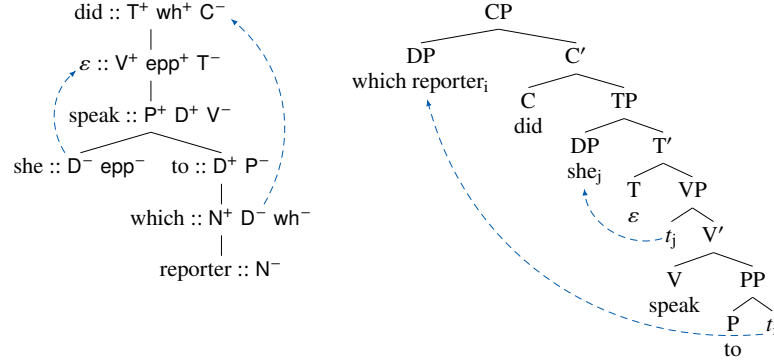 did :: T⁺ wh⁺ C⁻
ε :: V⁺ epp⁺ T⁻
speak :: P⁺ D⁺ V⁻
she :: D⁻ epp⁻ to :: D⁺ P⁻
which :: N⁺ D⁻ wh⁻
reporter :: N⁻
CP
DP C′
which reporterᵢ
C TP
did
DP T′
sheⱼ
T VP
ε
tⱼ V′
V PP
speak
P tᵢ
to